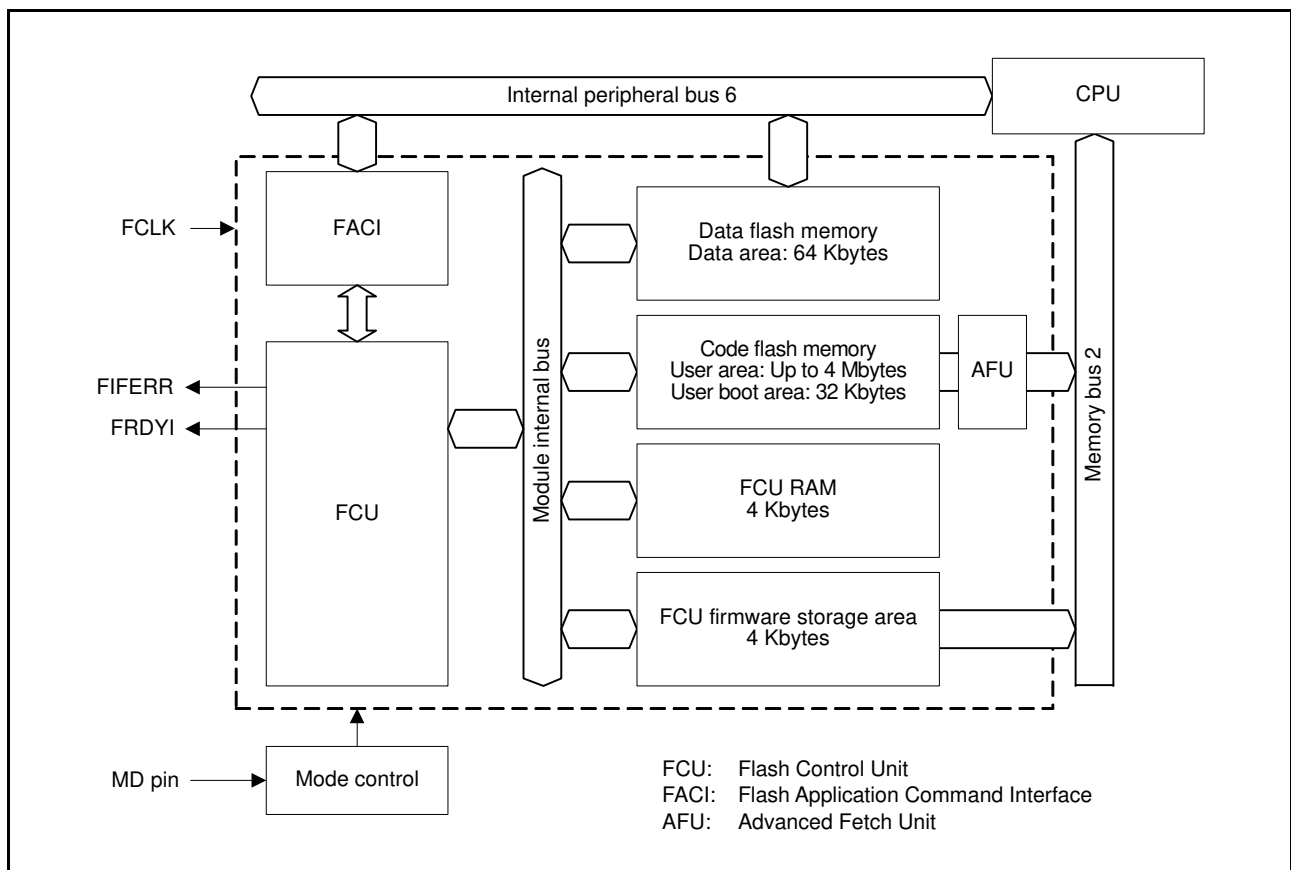 Internal peripheral bus 6
CPU
FCLK
FACI
Data flash memory
Data area: 64 Kbytes
Code flash memory
User area: Up to 4 Mbytes
User boot area: 32 Kbytes
AFU
Memory bus 2
Module internal bus
FIFERR
FRDYI
FCU
FCU RAM
4 Kbytes
FCU firmware storage area
4 Kbytes
MD pin
Mode control
FCU: Flash Control Unit
FACI: Flash Application Command Interface
AFU: Advanced Fetch Unit